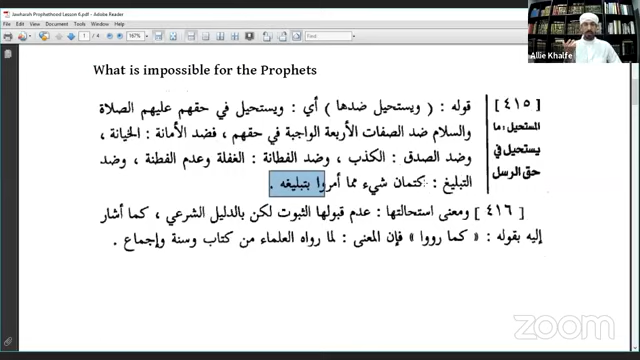 Jawharah Prophethood Lesson 6.pdf - Adobe Reader
File Edit View Document Tools Window Help
1 / 4 167% Find
Allie Khalfe
What is impossible for the Prophets
[ ٤١٥ ]
المستحيل : ما
يستحيل في
حق الرسل
قوله : ( ويستحيل ضدها ) أي : ويستحيل في حقهم عليهم الصلاة
والسلام ضد الصفات الأربعة الواجبة في حقهم ، فضد الأمانة : الخيانة ،
وضد الصدق : الكذب ، وضد الفطانة : الغفلة وعدم الفطنة ، وضد
التبليغ : كتمان شيء مما أمروا بتبليغه .
[ ٤١٦ ] ومعنى استحالتها : عدم قبولها الثبوت لكن بالدليل الشرعي ، كما أشار
إليه بقوله : « كما رووا » فإن المعنى : لما رواه العلماء من كتاب وسنة وإجماع .
zoom